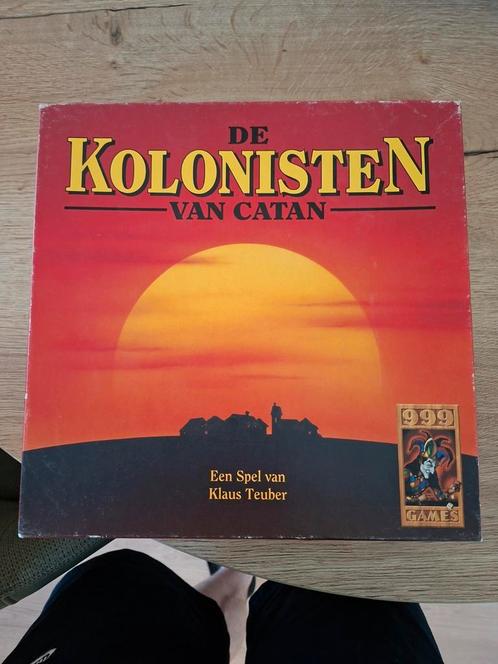 DE
KOLONISTEN
VAN CATAN
Een Spel van
Klaus Teuber
999
GAMES